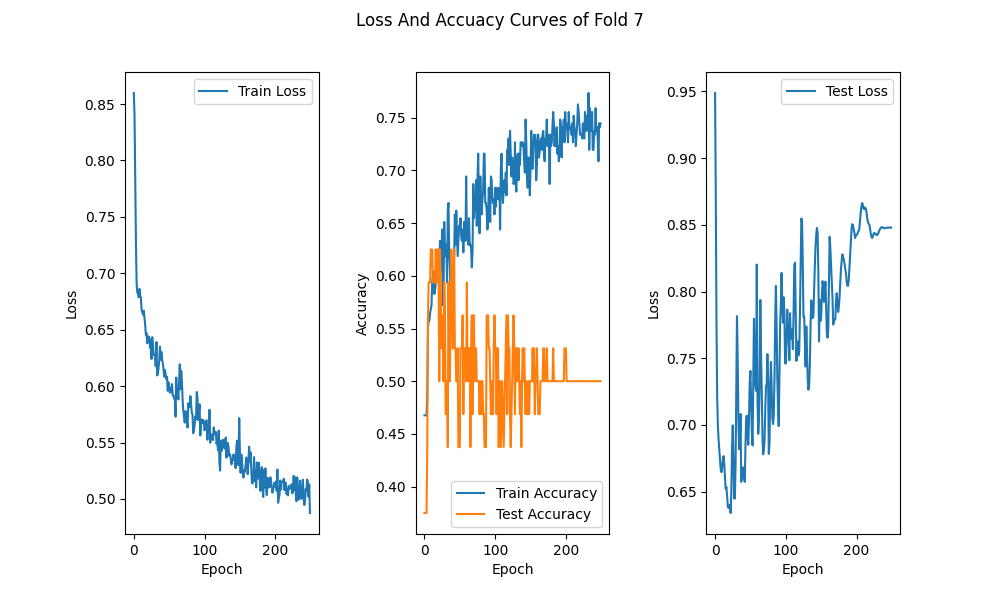 Loss And Accuacy Curves of Fold 7
Train Loss
0.85
0.80
0.75
0.70
0.65
0.60
0.55
0.50
Loss
0
100
200
Epoch
0.75
0.70
0.65
0.60
0.55
0.50
0.45
0.40
Accuracy
Train Accuracy
Test Accuracy
0
100
200
Epoch
Test Loss
0.95
0.90
0.85
0.80
0.75
0.70
0.65
Loss
0
100
200
Epoch